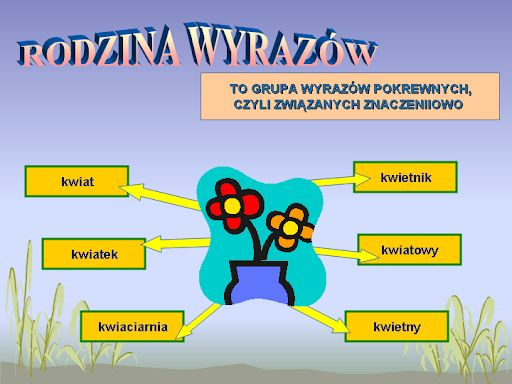 RODZINA WYRAZÓW
TO GRUPA WYRAZÓW POKREWNYCH,
CZYLI ZWIĄZANYCH ZNACZENIIOWO
kwiat
kwietnik
kwiatek
kwiatowy
kwiaciarnia
kwietny